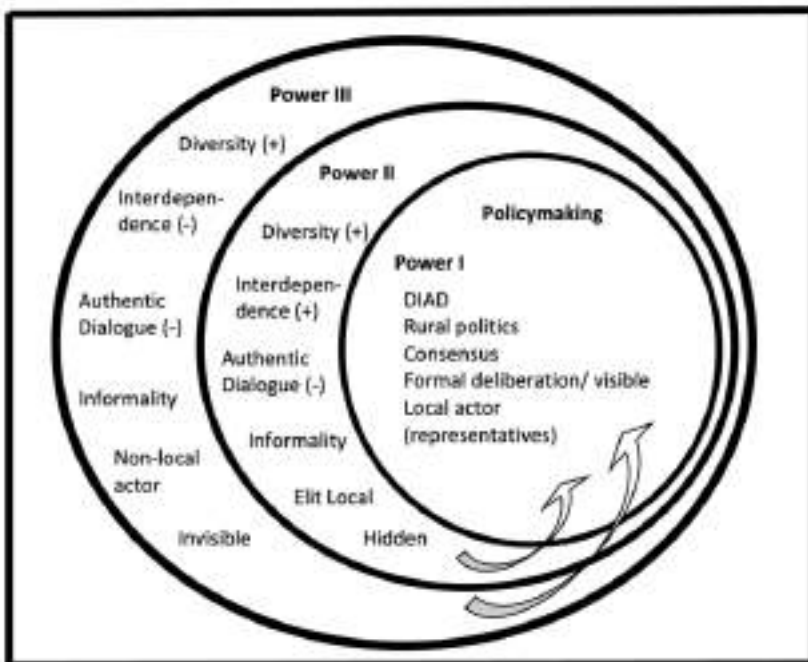 Power III
Diversity (+)
Interdepen-
dence (-)
Authentic
Dialogue (-)
Informality
Non-local
actor
Invisible
Power II
Diversity (+)
Interdepen-
dence (+)
Authentic
Dialogue (-)
Informality
Elit Local
Hidden
Policymaking
Power I
DIAD
Rural politics
Consensus
Formal deliberation/ visible
Local actor
(representatives)